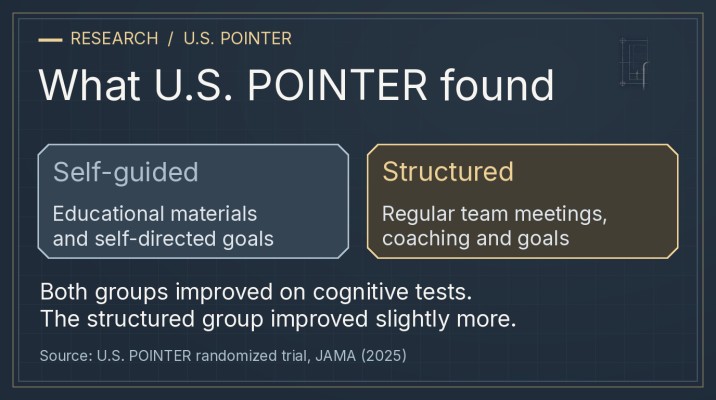 RESEARCH / U.S. POINTER
What U.S. POINTER found
Self-guided
Educational materials
and self-directed goals
Structured
Regular team meetings,
coaching and goals
Both groups improved on cognitive tests.
The structured group improved slightly more.
Source: U.S. POINTER randomized trial, JAMA (2025)